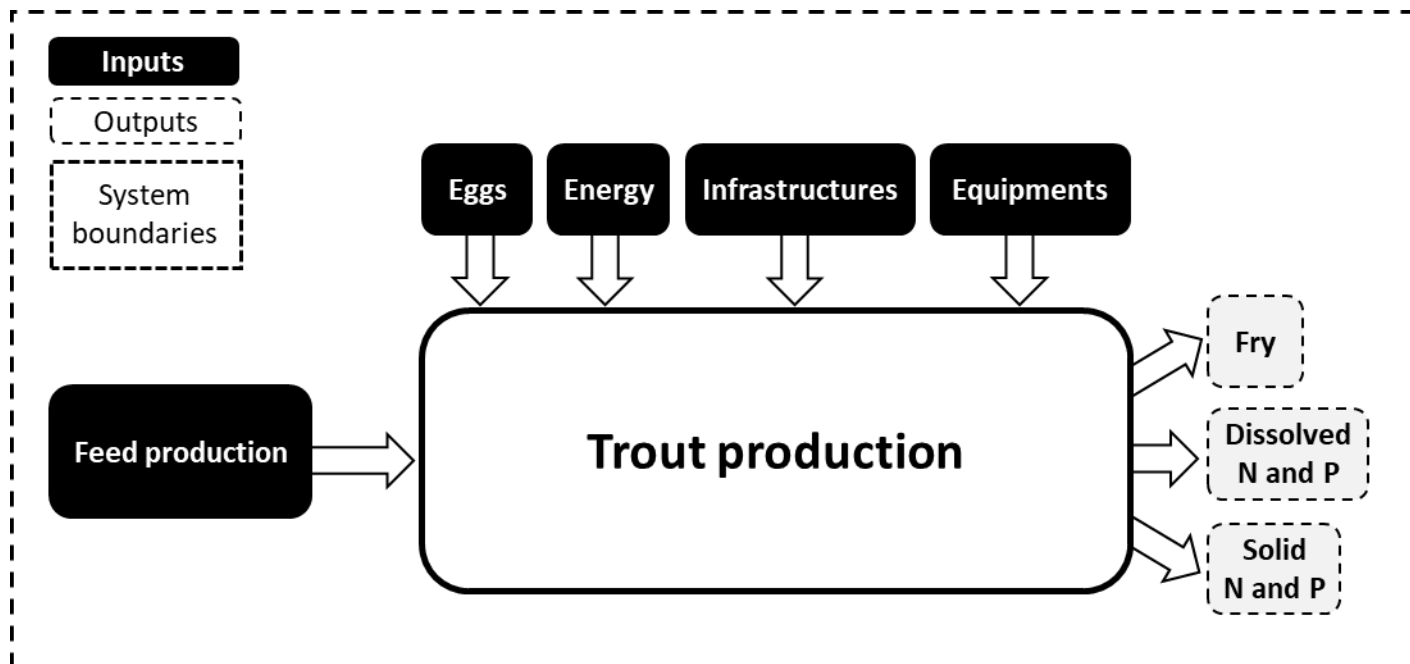 Inputs
Outputs
System
boundaries
Eggs
Energy
Infrastructures
Equipments
Feed production
Trout production
Fry
Dissolved
N and P
Solid
N and P